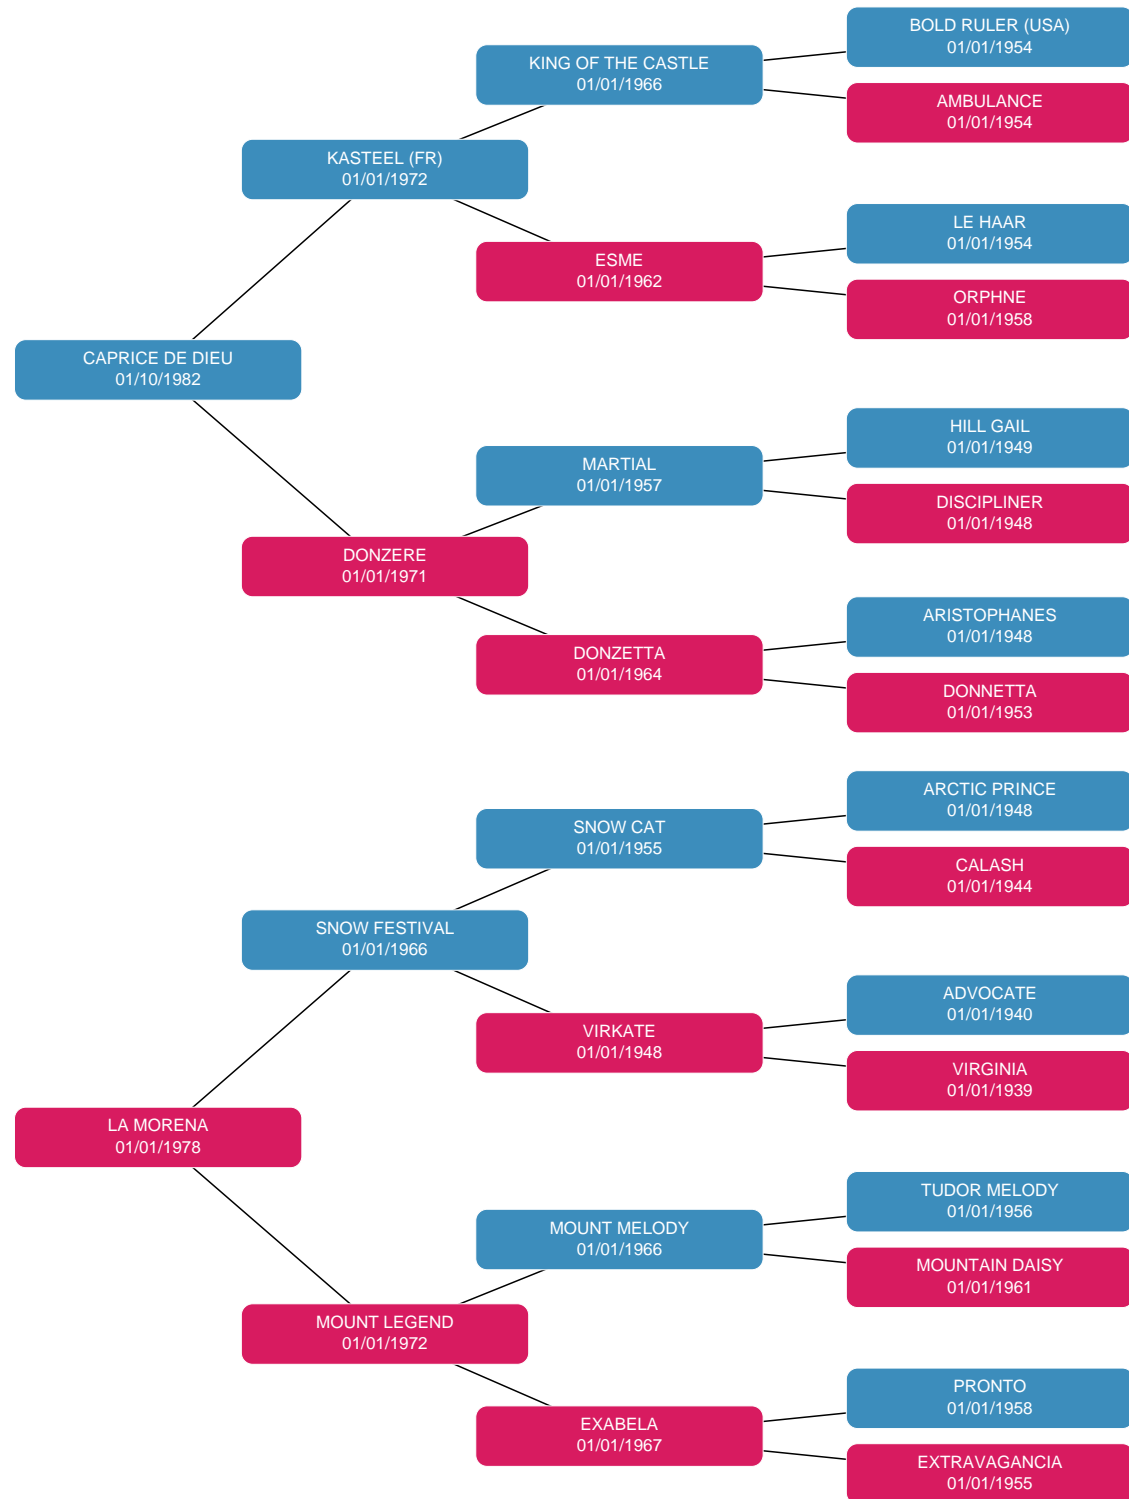 BOLD RULER (USA)
01/01/1954
KING OF THE CASTLE
01/01/1966
AMBULANCE
01/01/1954
KASTEEL (FR)
01/01/1972
LE HAAR
01/01/1954
ESME
01/01/1962
ORPHNE
01/01/1958
CAPRICE DE DIEU
01/10/1982
HILL GAIL
01/01/1949
MARTIAL
01/01/1957
DISCIPLINER
01/01/1948
DONZERE
01/01/1971
ARISTOPHANES
01/01/1948
DONZETTA
01/01/1964
DONNETTA
01/01/1953
ARCTIC PRINCE
01/01/1948
SNOW CAT
01/01/1955
CALASH
01/01/1944
SNOW FESTIVAL
01/01/1966
ADVOCATE
01/01/1940
VIRKATE
01/01/1948
VIRGINIA
01/01/1939
LA MORENA
01/01/1978
TUDOR MELODY
01/01/1956
MOUNT MELODY
01/01/1966
MOUNTAIN DAISY
01/01/1961
MOUNT LEGEND
01/01/1972
PRONTO
01/01/1958
EXABELA
01/01/1967
EXTRAVAGANCIA
01/01/1955